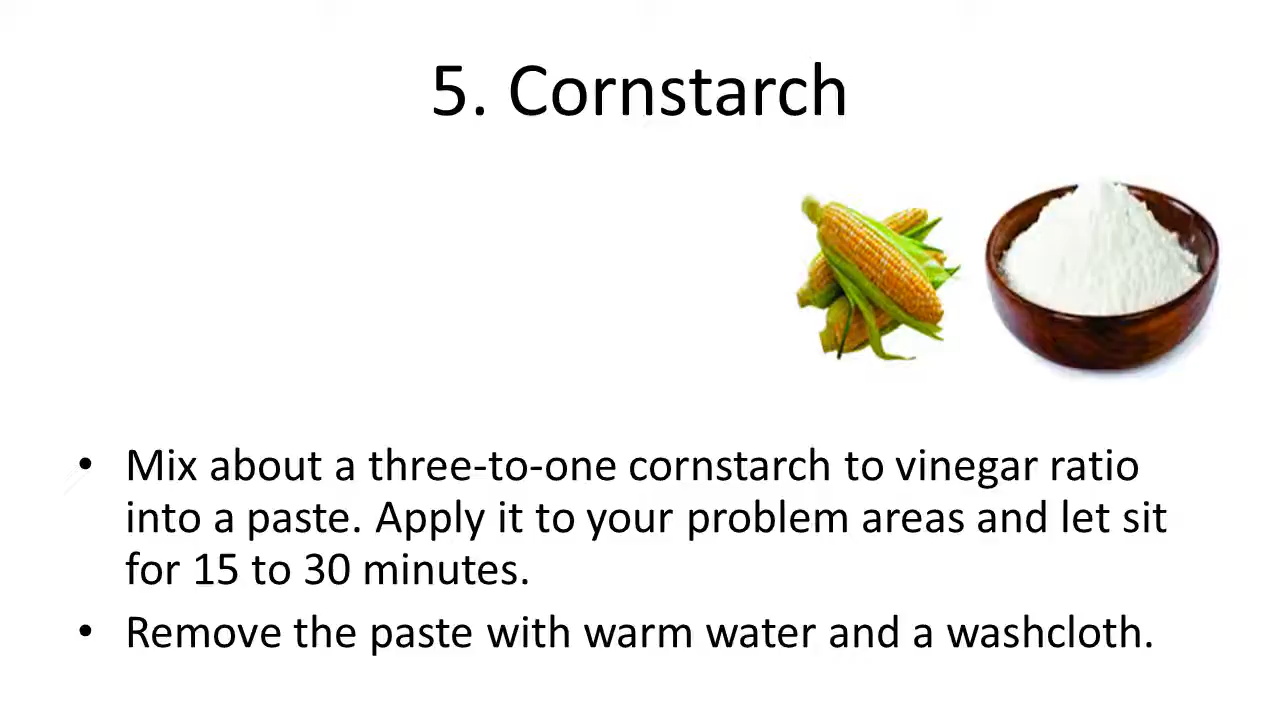 5. Cornstarch
• Mix about a three-to-one cornstarch to vinegar ratio
into a paste. Apply it to your problem areas and let sit
for 15 to 30 minutes.
• Remove the paste with warm water and a washcloth.